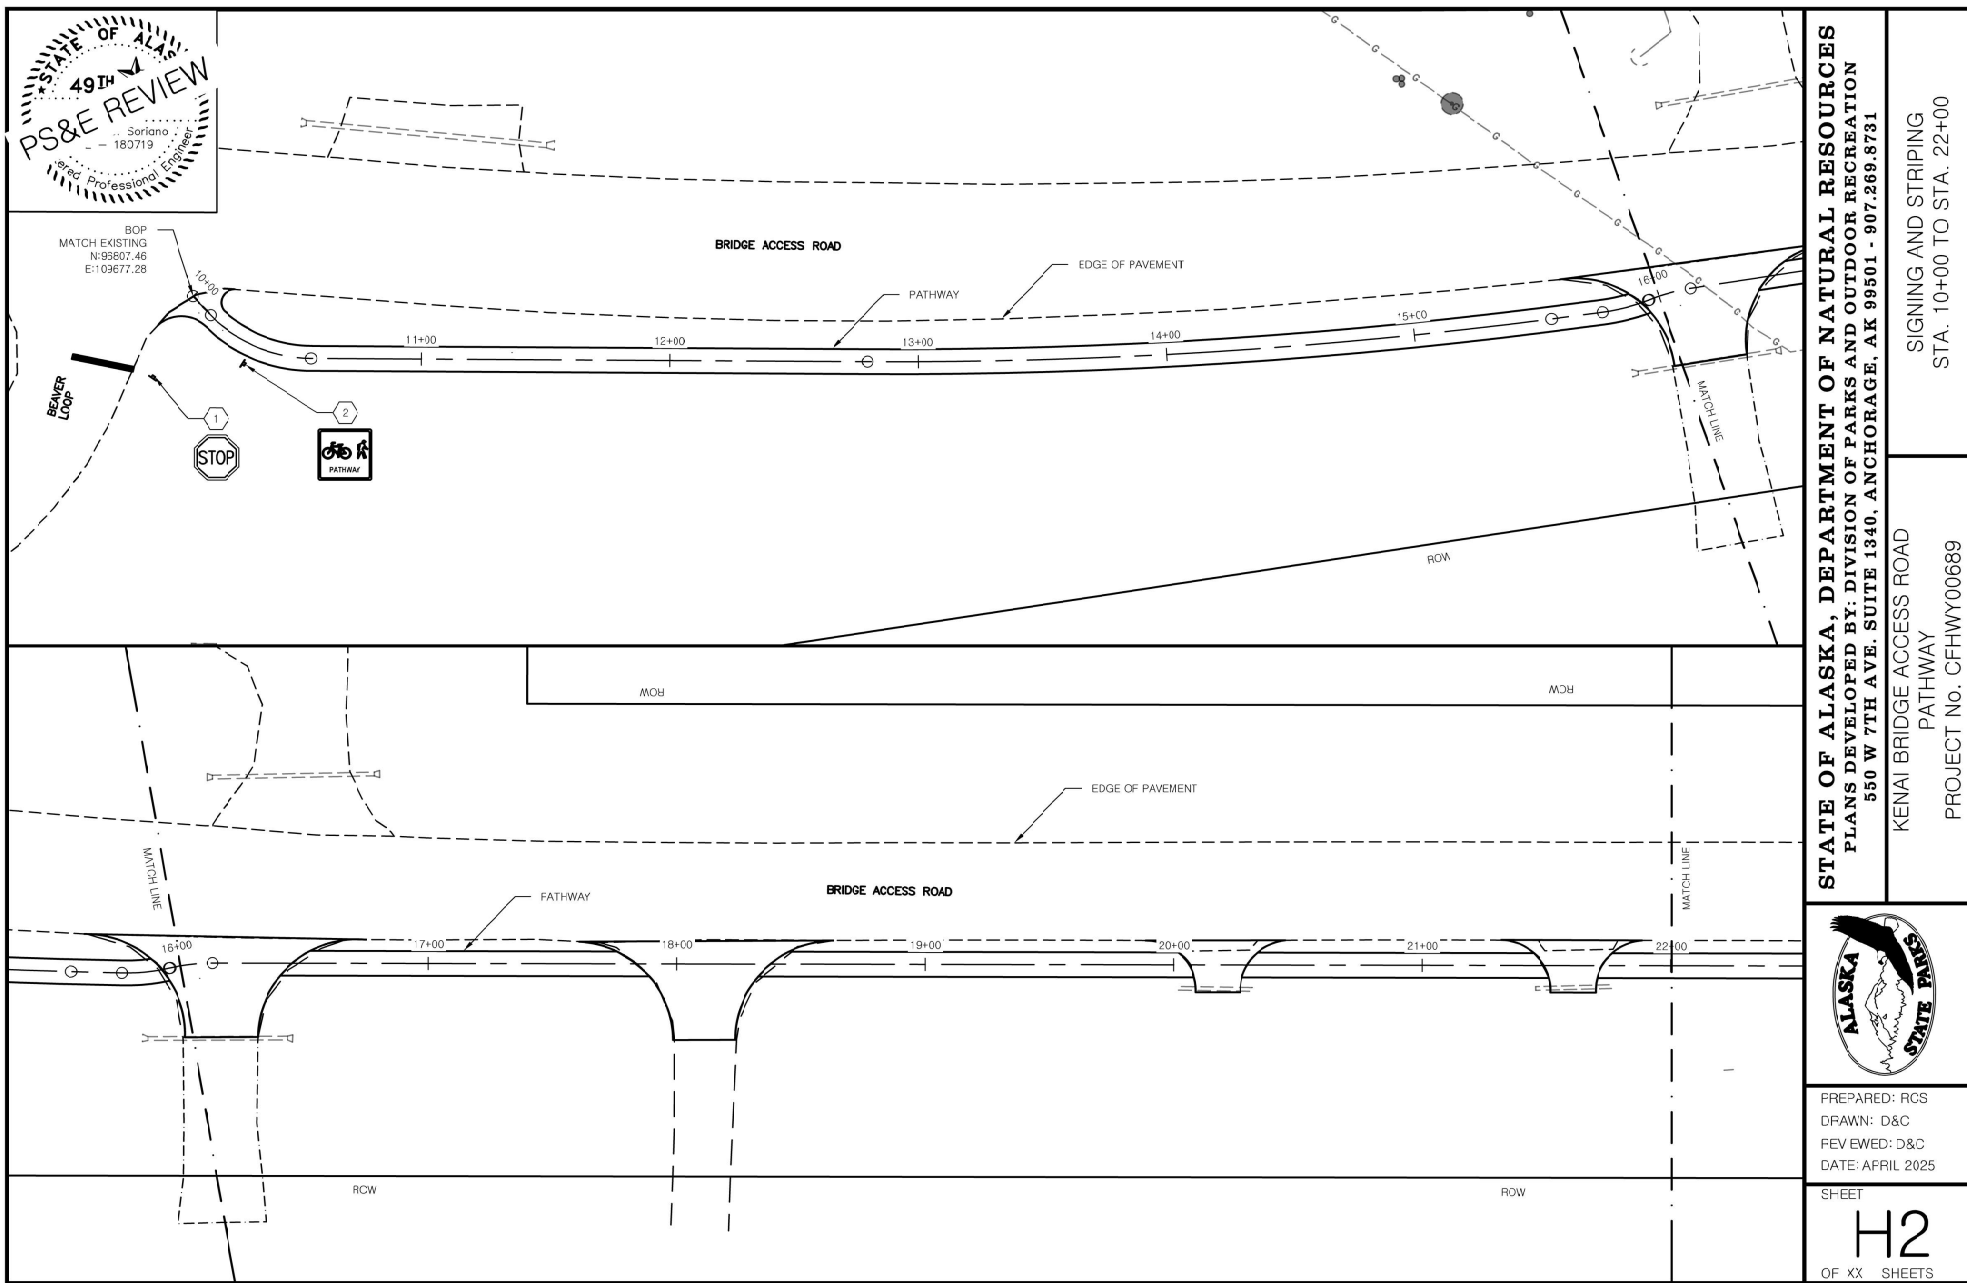 STATE OF ALAS
49TH
PS&E REVIEW
Soriano
180719
ered Professional Engineer
BOP
MATCH EXISTING
N:96807.46
E:109677.28
10+00
BRIDGE ACCESS ROAD
EDGE OF PAVEMENT
PATHWAY
11+00
12+00
13+00
14+00
15+00
16+00
BEAVER
LOOP
1
STOP
2
PATHWAY
MATCH LINE
ROW
G
G
G
G
G
G
G
G
G
G
G
ROW
ROW
EDGE OF PAVEMENT
MATCH LINE
PATHWAY
BRIDGE ACCESS ROAD
MATCH LINE
16+00
17+00
18+00
19+00
20+00
21+00
22+00
ROW
ROW
STATE OF ALASKA, DEPARTMENT OF NATURAL RESOURCES
PLANS DEVELOPED BY: DIVISION OF PARKS AND OUTDOOR RECREATION
550 W 7TH AVE. SUITE 1340, ANCHORAGE, AK 99501 - 907.269.8731
SIGNING AND STRIPING
STA. 10+00 TO STA. 22+00
KENAI BRIDGE ACCESS ROAD
PATHWAY
PROJECT No. CFHWY00689
ALASKA
STATE PARKS
PREPARED: RCS
DRAWN: D&C
REVIEWED: D&C
DATE: APRIL 2025
SHEET
H2
OF XX SHEETS